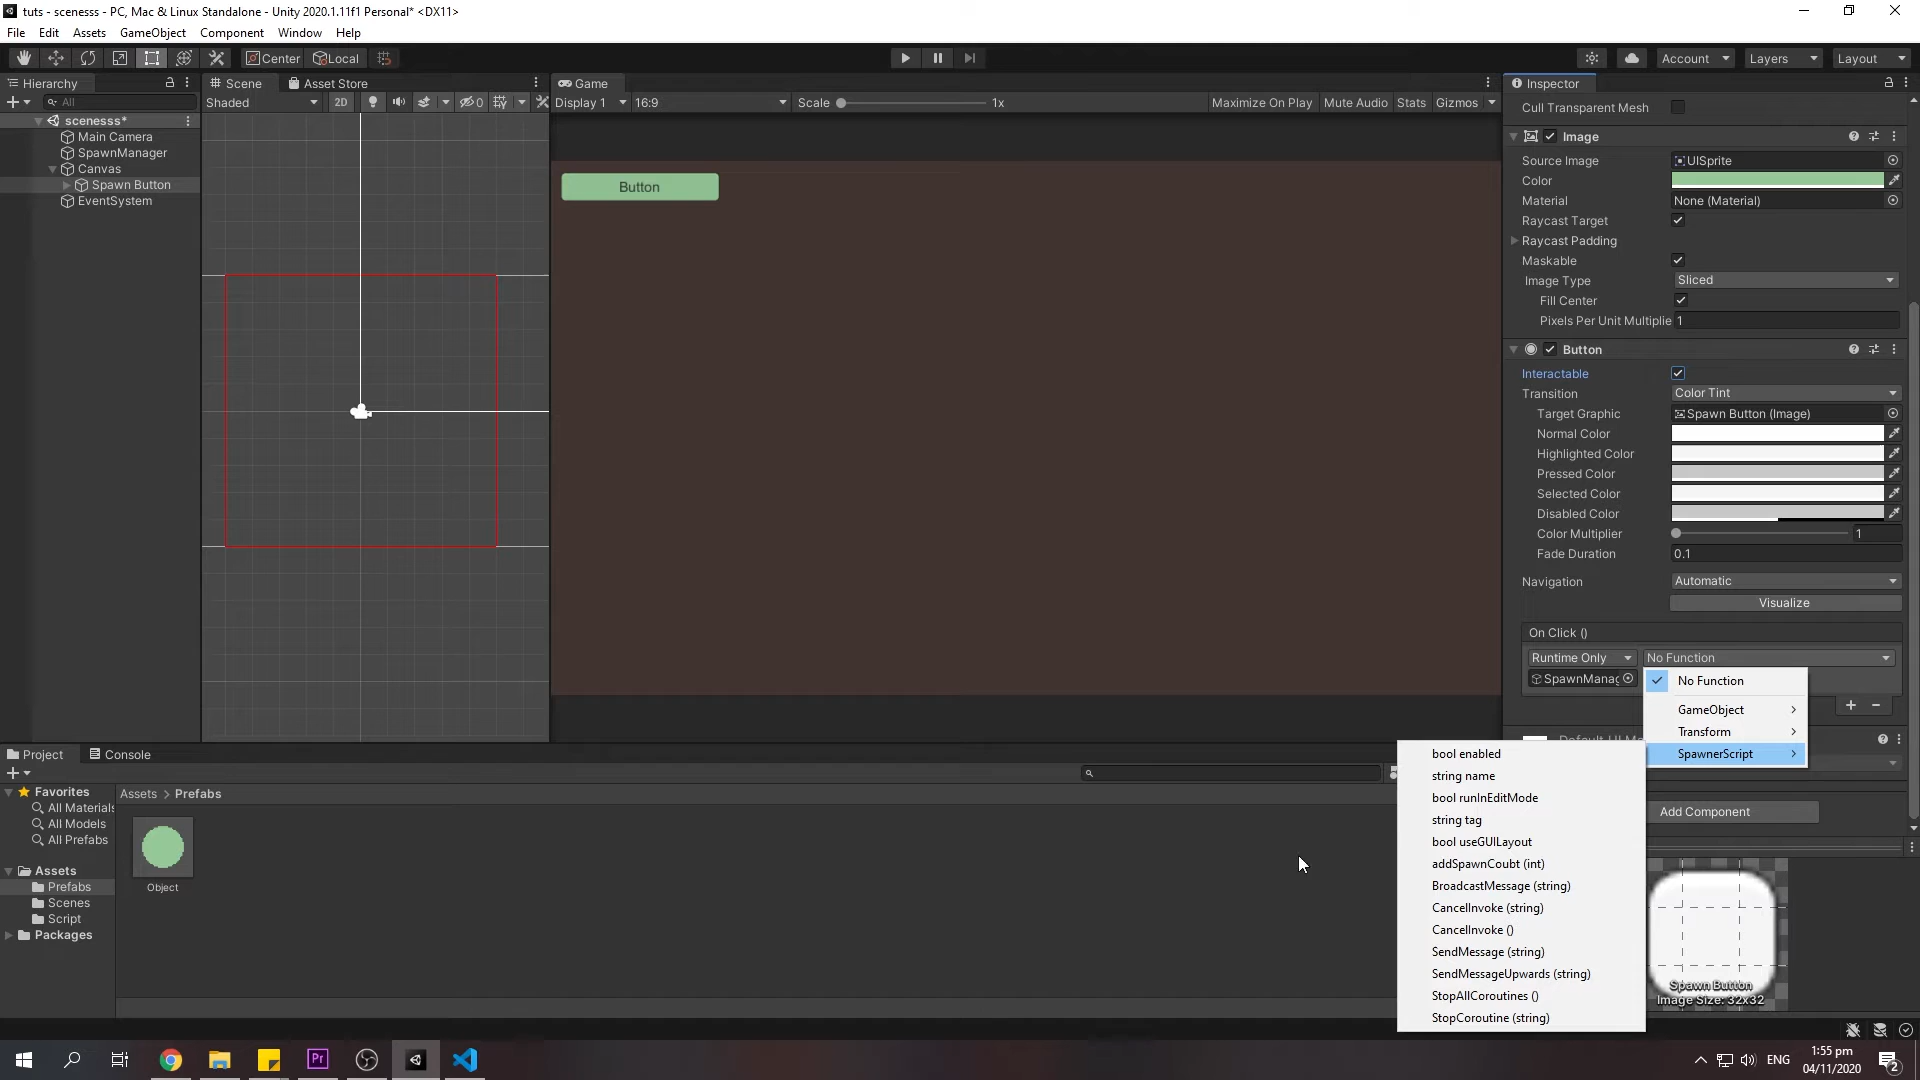 tuts - scenesss - PC, Mac & Linux Standalone - Unity 2020.1.11f1 Personal* <DX11>
File Edit Assets GameObject Component Window Help
Center Local Account Layers Layout
Hierarchy
All
scenesss*
Main Camera
SpawnManager
Canvas
Spawn Button
EventSystem
Scene Asset Store
Shaded 2D 0
Game
Display 1 16:9 Scale 1x Maximize On Play Mute Audio Stats Gizmos
Button
Inspector
Cull Transparent Mesh
Image
Source Image UISprite
Color
Material None (Material)
Raycast Target
Raycast Padding
Maskable
Image Type Sliced
Fill Center
Pixels Per Unit Multiplie 1
Button
Interactable
Transition Color Tint
Target Graphic Spawn Button (Image)
Normal Color
Highlighted Color
Pressed Color
Selected Color
Disabled Color
Color Multiplier 1
Fade Duration 0.1
Navigation Automatic
Visualize
On Click ()
Runtime Only No Function
SpawnManag
No Function
GameObject
Transform
SpawnerScript
bool enabled
string name
bool runInEditMode
string tag
bool useGUILayout
addSpawnCoubt (int)
BroadcastMessage (string)
CancelInvoke (string)
CancelInvoke ()
SendMessage (string)
SendMessageUpwards (string)
StopAllCoroutines ()
StopCoroutine (string)
Add Component
Spawn Button
Image Size: 32x32
Project Console
Favorites
All Materials
All Models
All Prefabs
Assets
Prefabs
Scenes
Script
Packages
Assets > Prefabs
Object
Pr
ENG
1:55 pm
04/11/2020
2